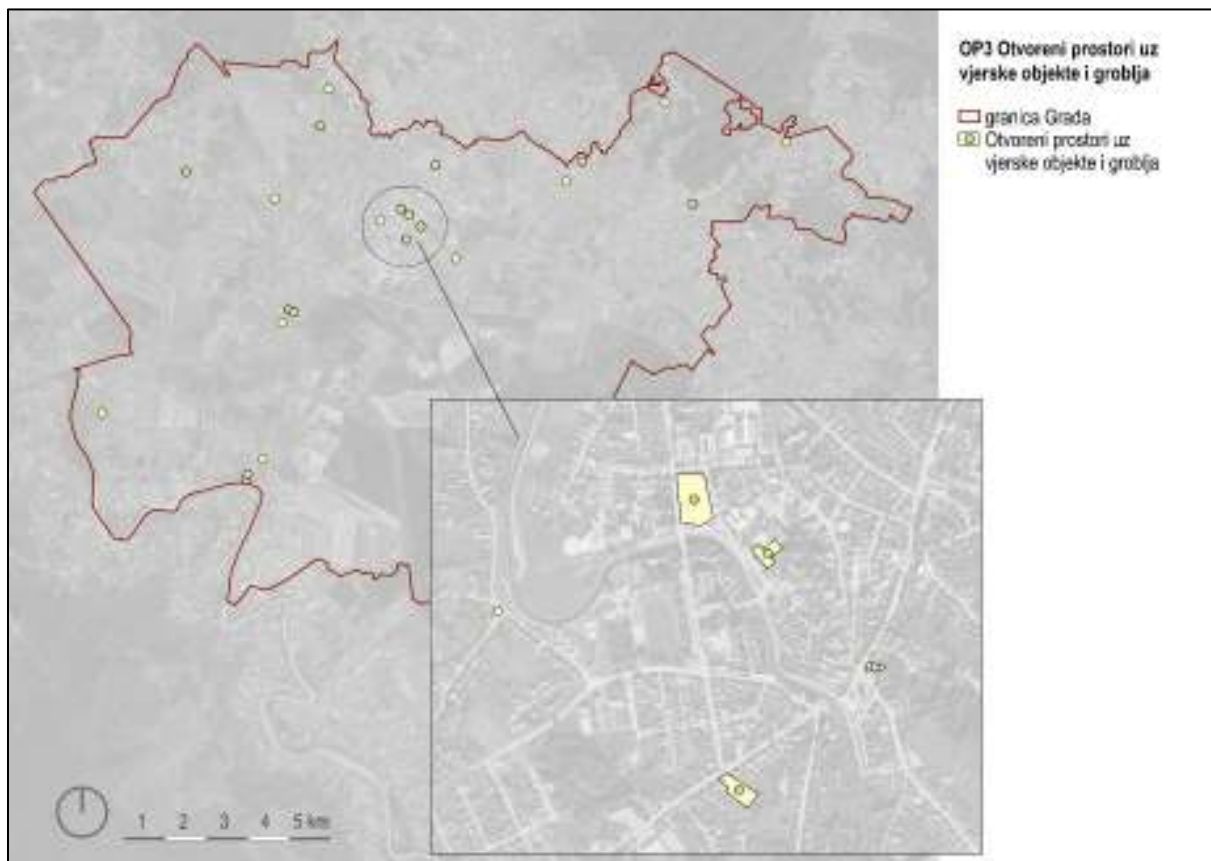 OP3 Otvoreni prostori uz
vjerske objekte i groblja
granica Grada
Otvoreni prostori uz
vjerske objekte i groblja
1 2 3 4 5 km